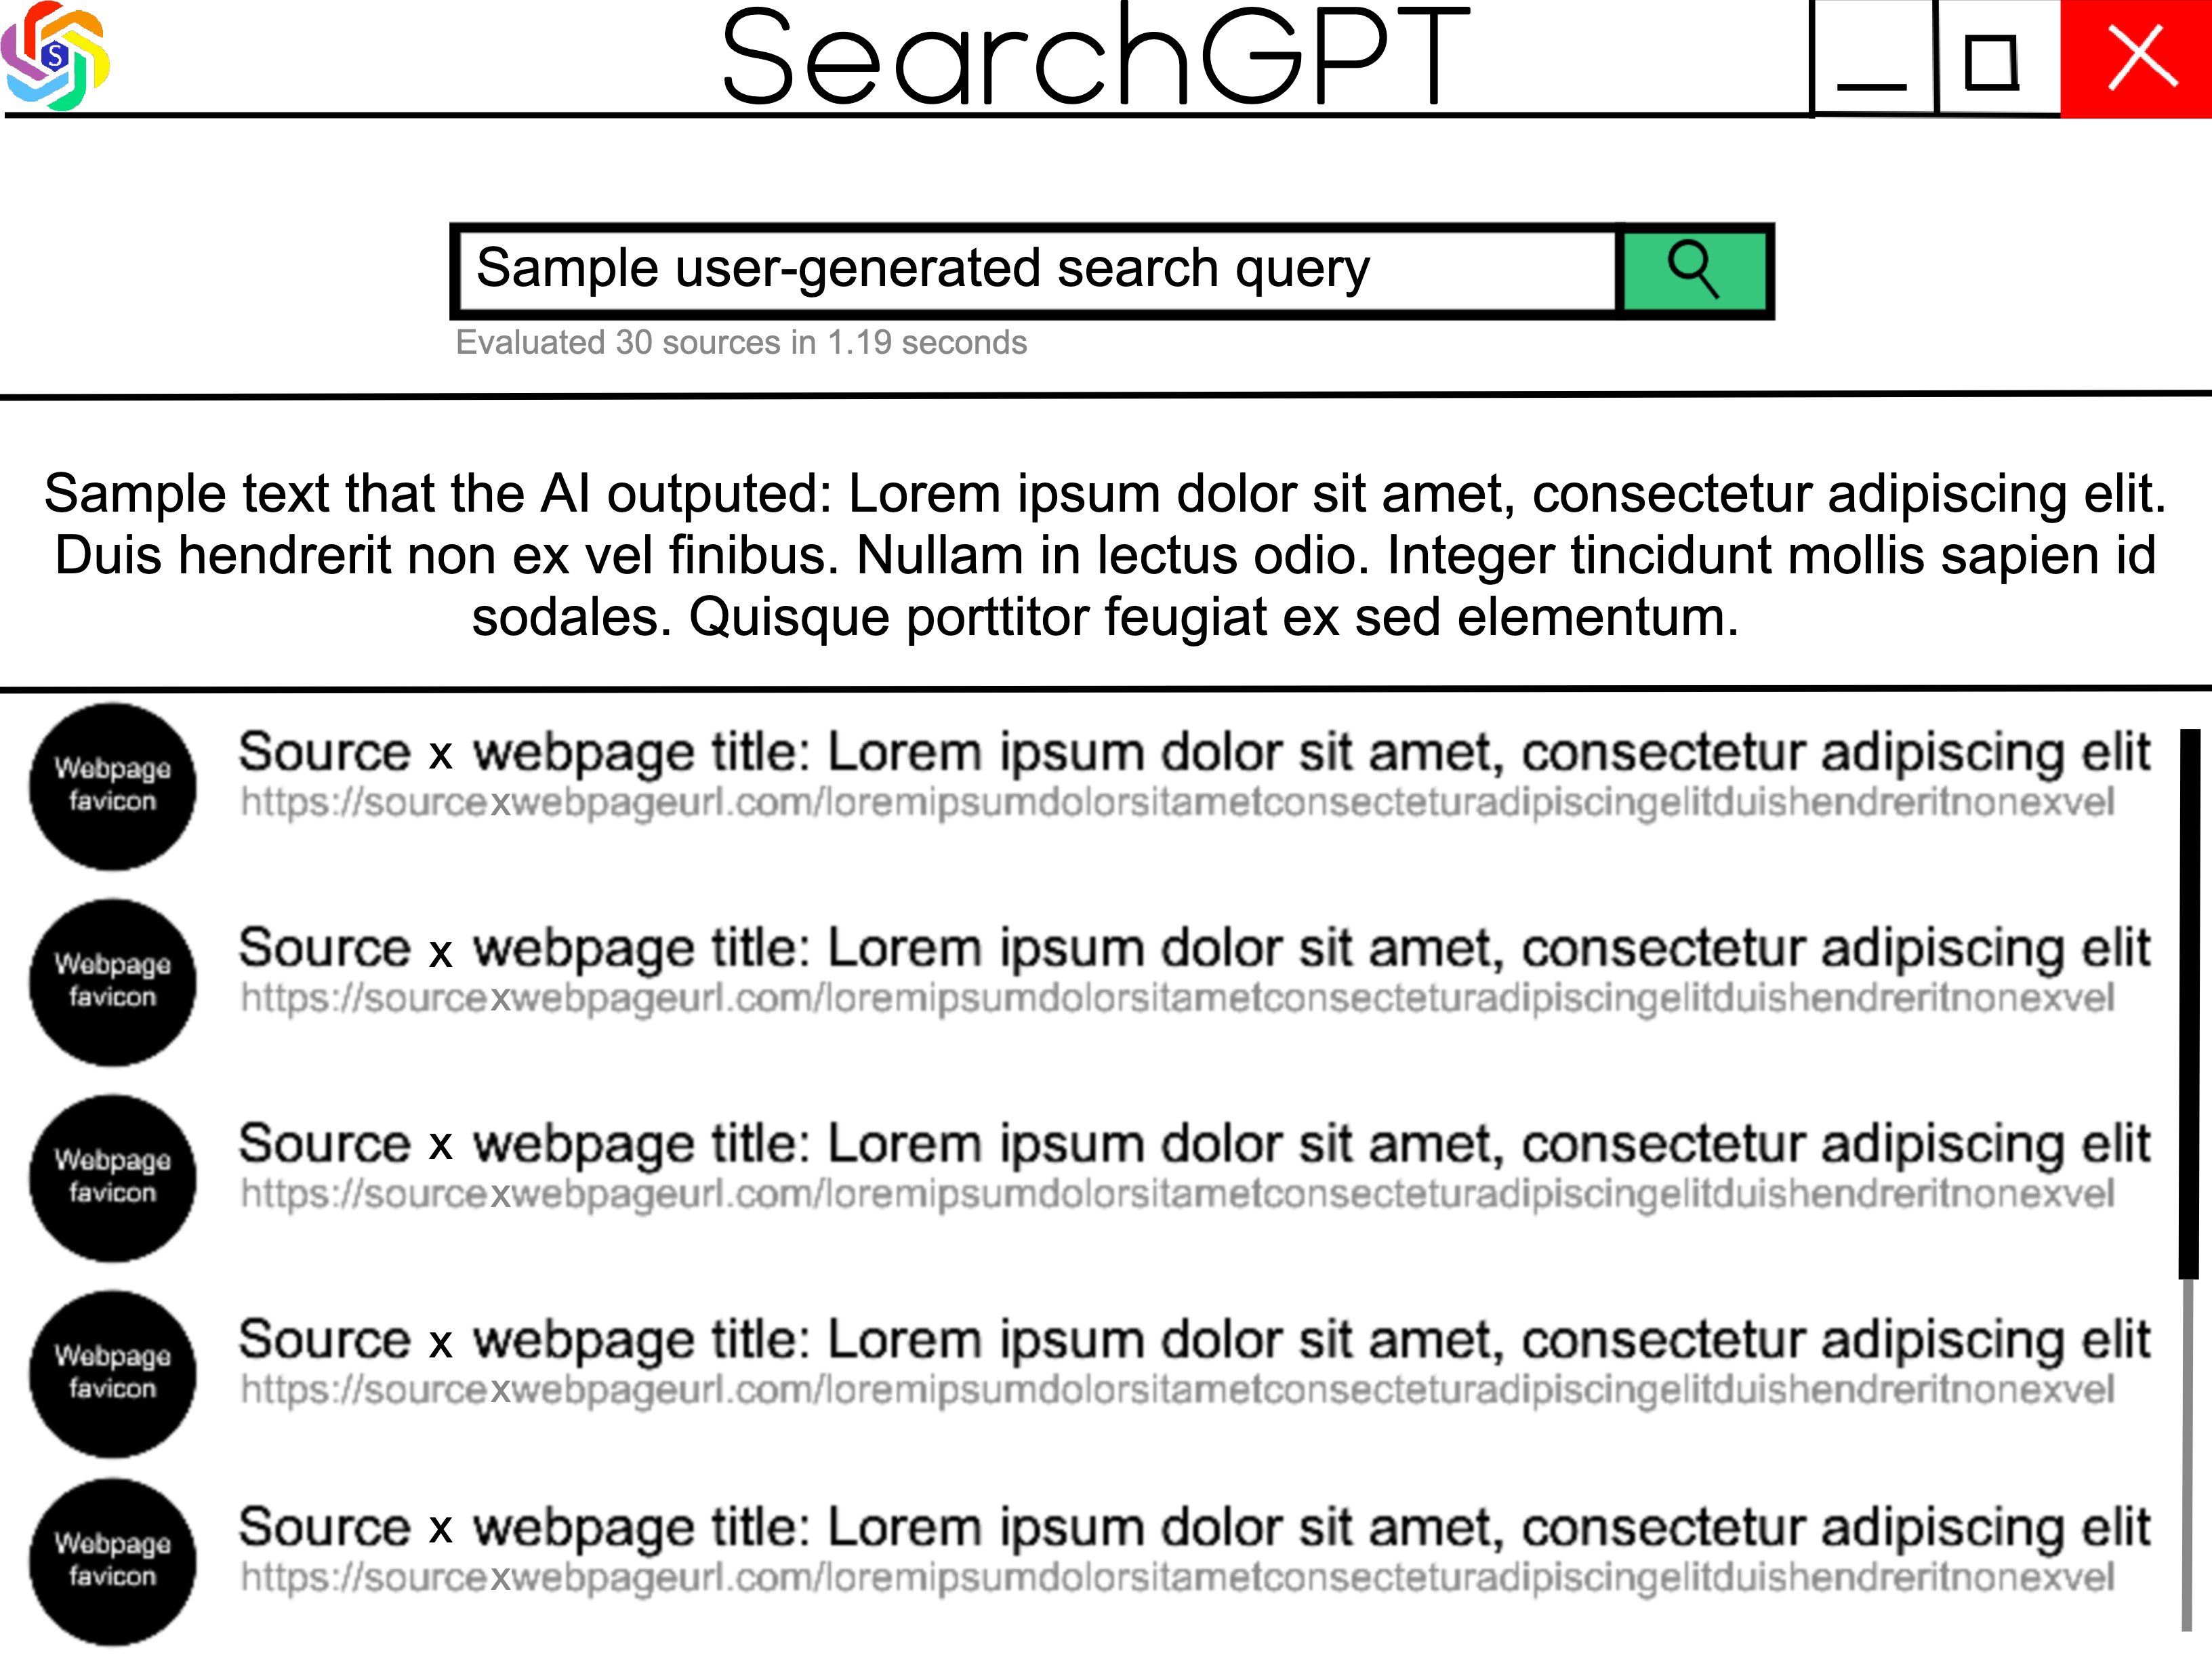 S
SearchGPT
Sample user-generated search query
Evaluated 30 sources in 1.19 seconds
Sample text that the AI outputed: Lorem ipsum dolor sit amet, consectetur adipiscing elit.
Duis hendrerit non ex vel finibus. Nullam in lectus odio. Integer tincidunt mollis sapien id
sodales. Quisque porttitor feugiat ex sed elementum.
Webpage
favicon
Source x webpage title: Lorem ipsum dolor sit amet, consectetur adipiscing elit
https://sourcexwebpageurl.com/loremipsumdolorsitametconsecteturadipiscingelitduishendreritnonexvel
Webpage
favicon
Source x webpage title: Lorem ipsum dolor sit amet, consectetur adipiscing elit
https://sourcexwebpageurl.com/loremipsumdolorsitametconsecteturadipiscingelitduishendreritnonexvel
Webpage
favicon
Source x webpage title: Lorem ipsum dolor sit amet, consectetur adipiscing elit
https://sourcexwebpageurl.com/loremipsumdolorsitametconsecteturadipiscingelitduishendreritnonexvel
Webpage
favicon
Source x webpage title: Lorem ipsum dolor sit amet, consectetur adipiscing elit
https://sourcexwebpageurl.com/loremipsumdolorsitametconsecteturadipiscingelitduishendreritnonexvel
Webpage
favicon
Source x webpage title: Lorem ipsum dolor sit amet, consectetur adipiscing elit
https://sourcexwebpageurl.com/loremipsumdolorsitametconsecteturadipiscingelitduishendreritnonexvel